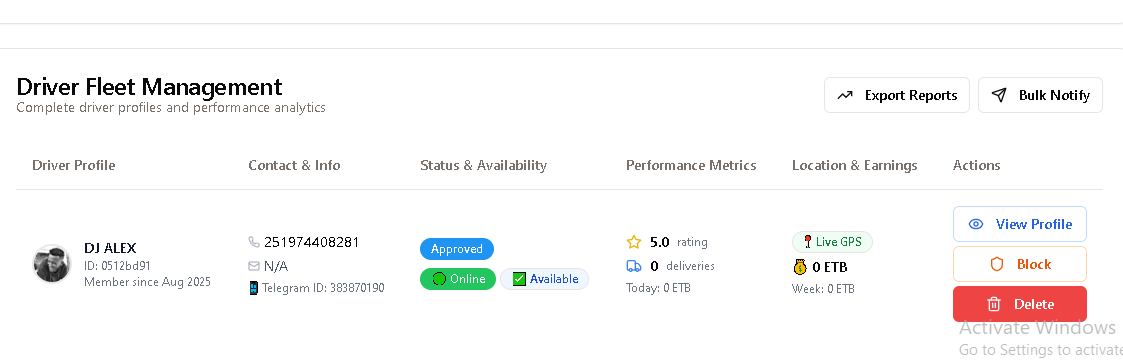 Driver Fleet Management
Complete driver profiles and performance analytics
Export Reports
Bulk Notify
Driver Profile
Contact & Info
Status & Availability
Performance Metrics
Location & Earnings
Actions
DJ ALEX
ID: 0512bd91
Member since Aug 2025
251974408281
N/A
Telegram ID: 383870190
Approved
Online
Available
5.0 rating
0 deliveries
Today: 0 ETB
Live GPS
0 ETB
Week: 0 ETB
View Profile
Block
Delete
Activate Windows
Go to Settings to activate